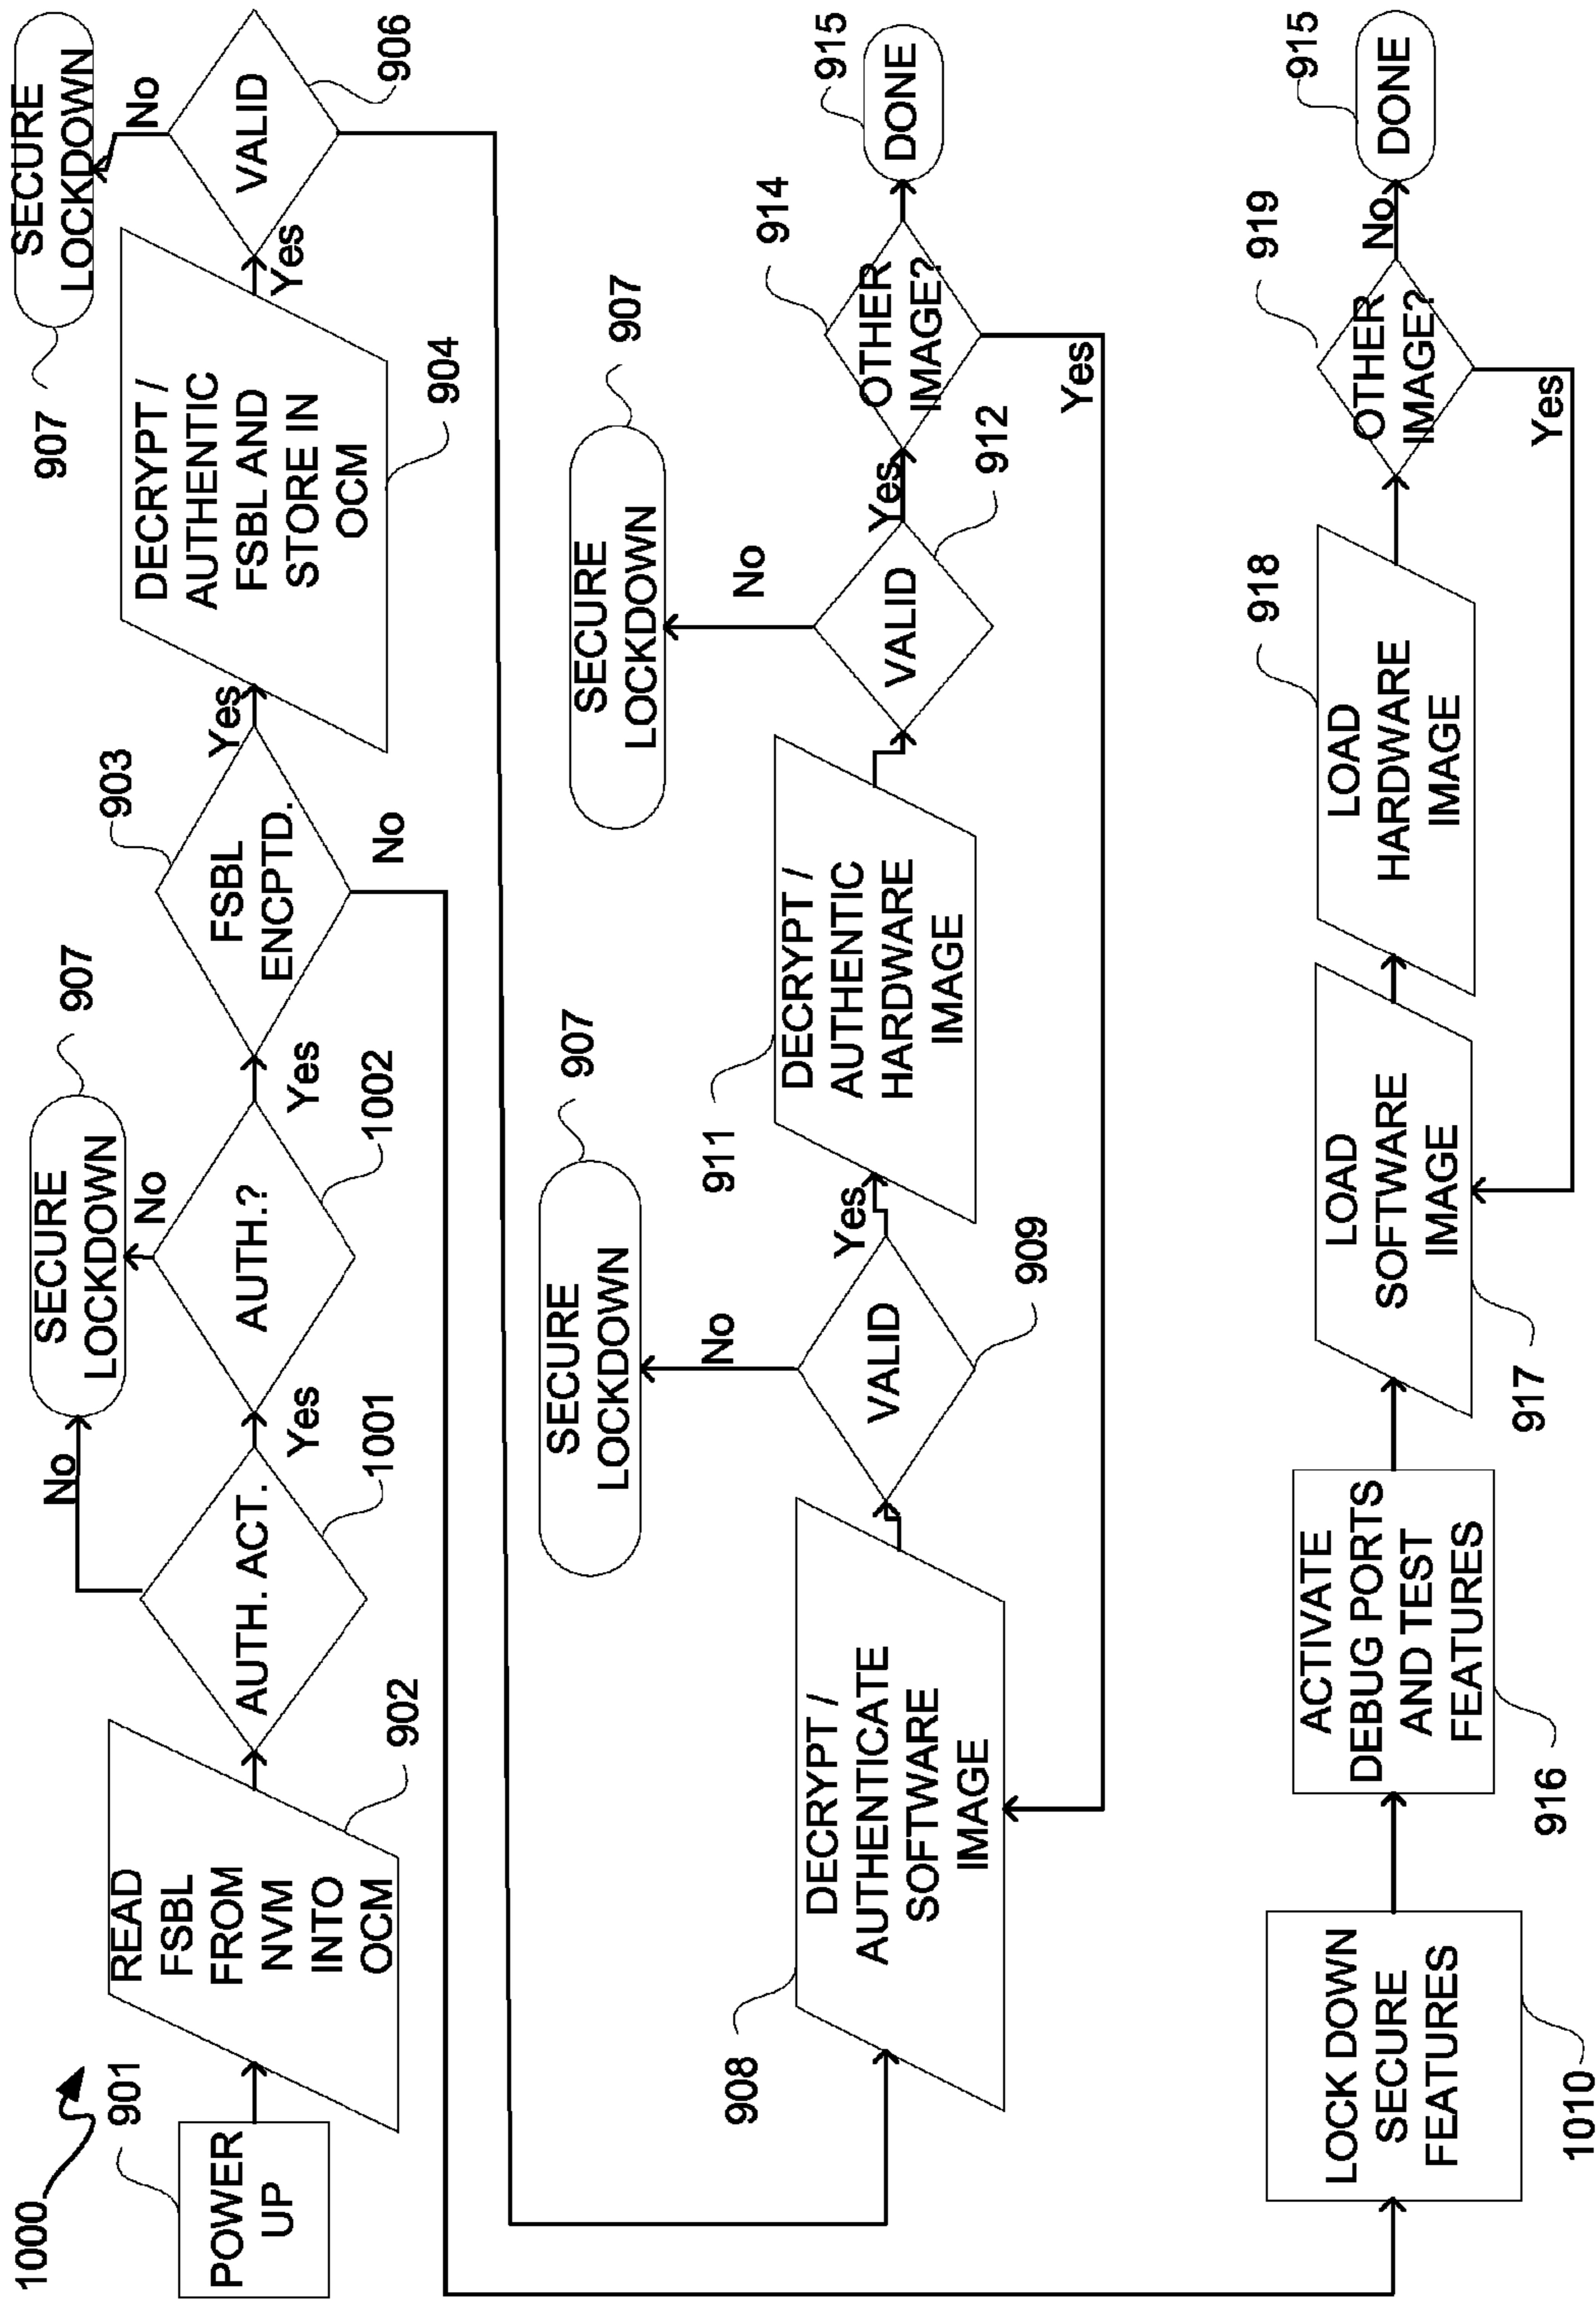 1000
901
POWER
UP
READ
FSBL
FROM
NVM
INTO
OCM
902
AUTH. ACT.
1001
No
Yes
AUTH.?
1002
No
Yes
SECURE
LOCKDOWN
907
FSBL
ENCPTD.
903
Yes
No
DECRYPT /
AUTHENTIC
FSBL AND
STORE IN
OCM
904
Yes
VALID
906
No
SECURE
LOCKDOWN
907
908
DECRYPT /
AUTHENTICATE
SOFTWARE
IMAGE
VALID
909
No
SECURE
LOCKDOWN
907
Yes
911
DECRYPT /
AUTHENTIC
HARDWARE
IMAGE
VALID
912
No
SECURE
LOCKDOWN
907
Yes
OTHER
IMAGE?
914
Yes
DONE
915
LOCK DOWN
SECURE
FEATURES
1010
ACTIVATE
DEBUG PORTS
AND TEST
FEATURES
916
LOAD
SOFTWARE
IMAGE
917
LOAD
HARDWARE
IMAGE
918
OTHER
IMAGE?
919
Yes
No
DONE
915